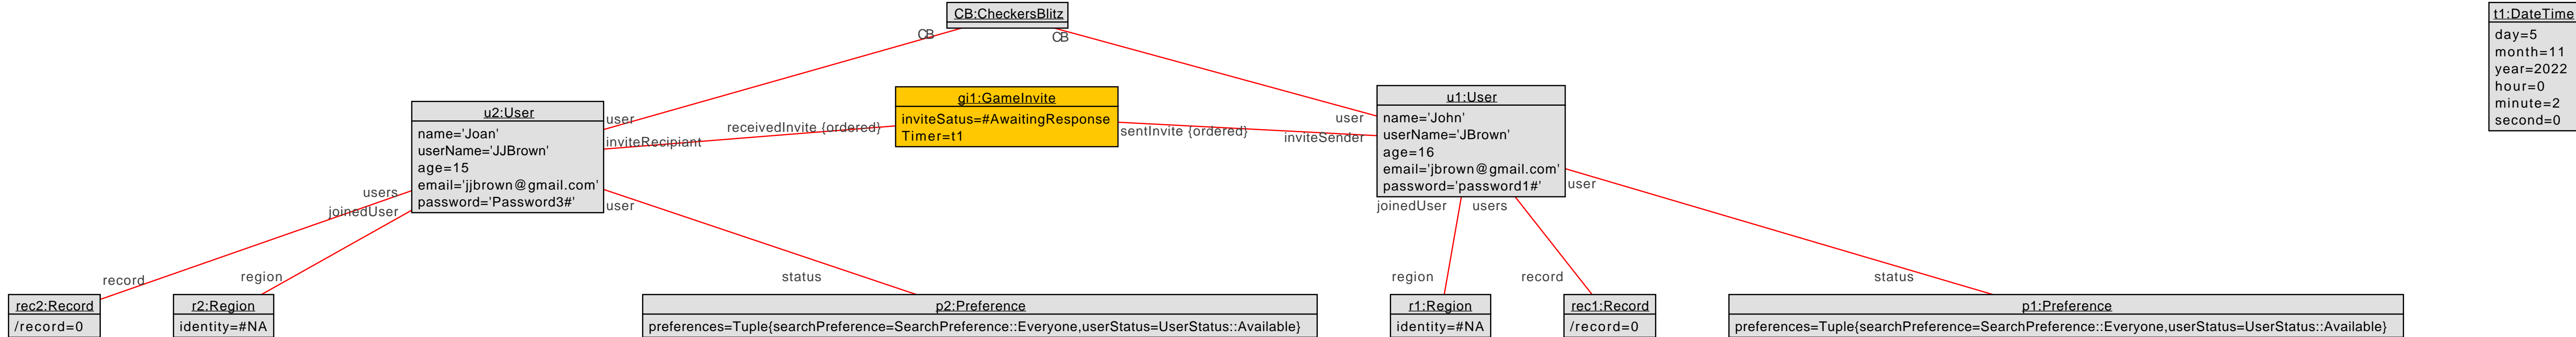 CB:CheckersBlitz
CB
CB
t1:DateTime
day=5
month=11
year=2022
hour=0
minute=2
second=0
gi1:GameInvite
inviteSatus=#AwaitingResponse
Timer=t1
u2:User
name='Joan'
userName='JJBrown'
age=15
email='jjbrown@gmail.com'
password='Password3#'
user
receivedInvite {ordered}
inviteRecipiant
sentInvite {ordered}
user
inviteSender
u1:User
name='John'
userName='JBrown'
age=16
email='jbrown@gmail.com'
password='password1#'
users
joinedUser
user
joinedUser
users
user
record
region
status
region
record
status
rec2:Record
/record=0
r2:Region
identity=#NA
p2:Preference
preferences=Tuple{searchPreference=SearchPreference::Everyone,userStatus=UserStatus::Available}
r1:Region
identity=#NA
rec1:Record
/record=0
p1:Preference
preferences=Tuple{searchPreference=SearchPreference::Everyone,userStatus=UserStatus::Available}